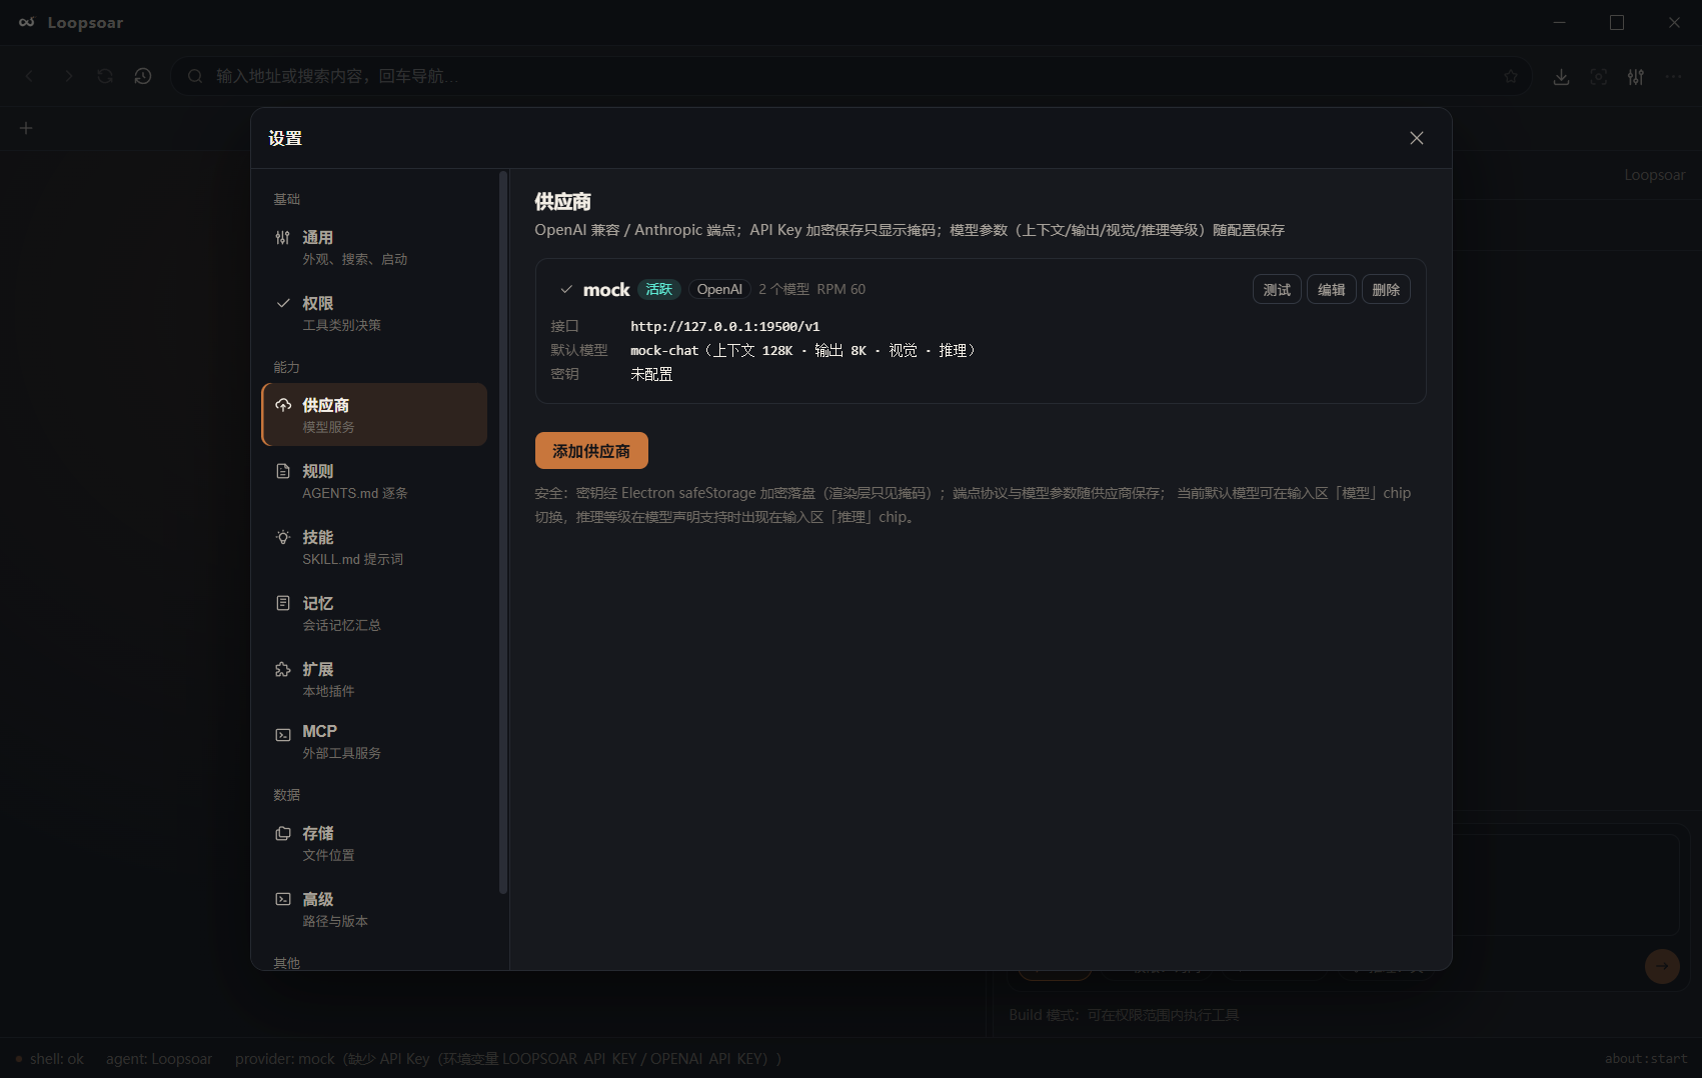 Loopsoar
输入地址或搜索内容，回车导航…
设置
Loopsoar
基础
通用
外观、搜索、启动
权限
工具类别决策
能力
供应商
模型服务
规则
AGENTS.md 逐条
技能
SKILL.md 提示词
记忆
会话记忆汇总
扩展
本地插件
MCP
外部工具服务
数据
存储
文件位置
高级
路径与版本
其他
供应商
OpenAI 兼容 / Anthropic 端点；API Key 加密保存只显示掩码；模型参数（上下文/输出/视觉/推理等级）随配置保存
mock 活跃 OpenAI 2 个模型 RPM 60 测试 编辑 删除
接口 http://127.0.0.1:19500/v1
默认模型 mock-chat（上下文 128K · 输出 8K · 视觉 · 推理）
密钥 未配置
添加供应商
安全：密钥经 Electron safeStorage 加密落盘（渲染层只见掩码）；端点协议与模型参数随供应商保存； 当前默认模型可在输入区「模型」chip
切换，推理等级在模型声明支持时出现在输入区「推理」chip。
Build 模式：可在权限范围内执行工具
shell: ok agent: Loopsoar provider: mock（缺少 API Key（环境变量 LOOPSOAR_API_KEY / OPENAI_API_KEY）） about:start